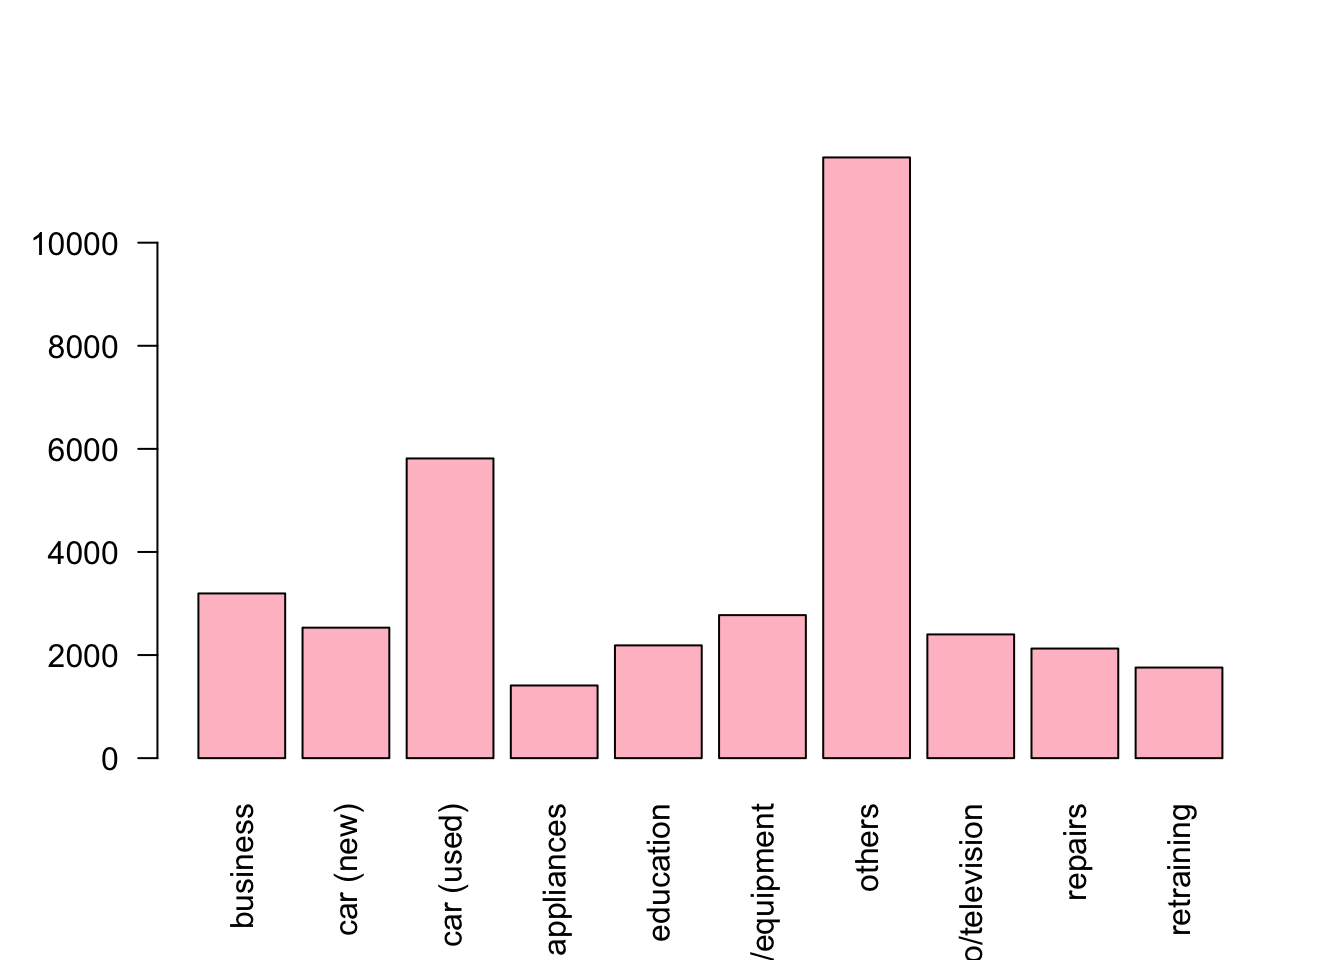 10000
8000
6000
4000
2000
0
business
car (new)
car (used)
appliances
education
/equipment
others
o/television
repairs
retraining